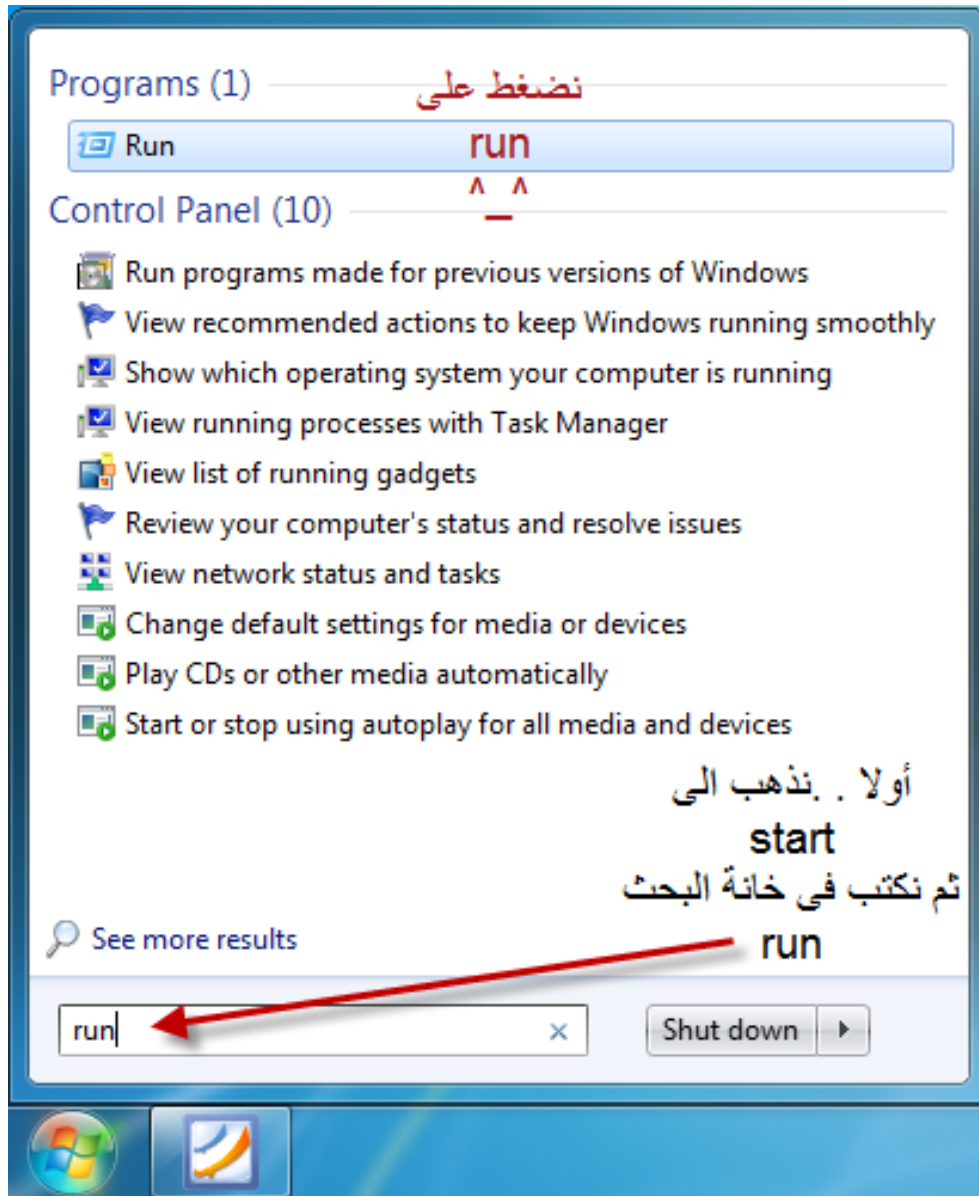 Programs (1)
نضغط على
Run
run
^_^
Control Panel (10)
Run programs made for previous versions of Windows
View recommended actions to keep Windows running smoothly
Show which operating system your computer is running
View running processes with Task Manager
View list of running gadgets
Review your computer's status and resolve issues
View network status and tasks
Change default settings for media or devices
Play CDs or other media automatically
Start or stop using autoplay for all media and devices
أولا . .نذهب الى
start
ثم نكتب فى خانة البحث
run
See more results
run
Shut down